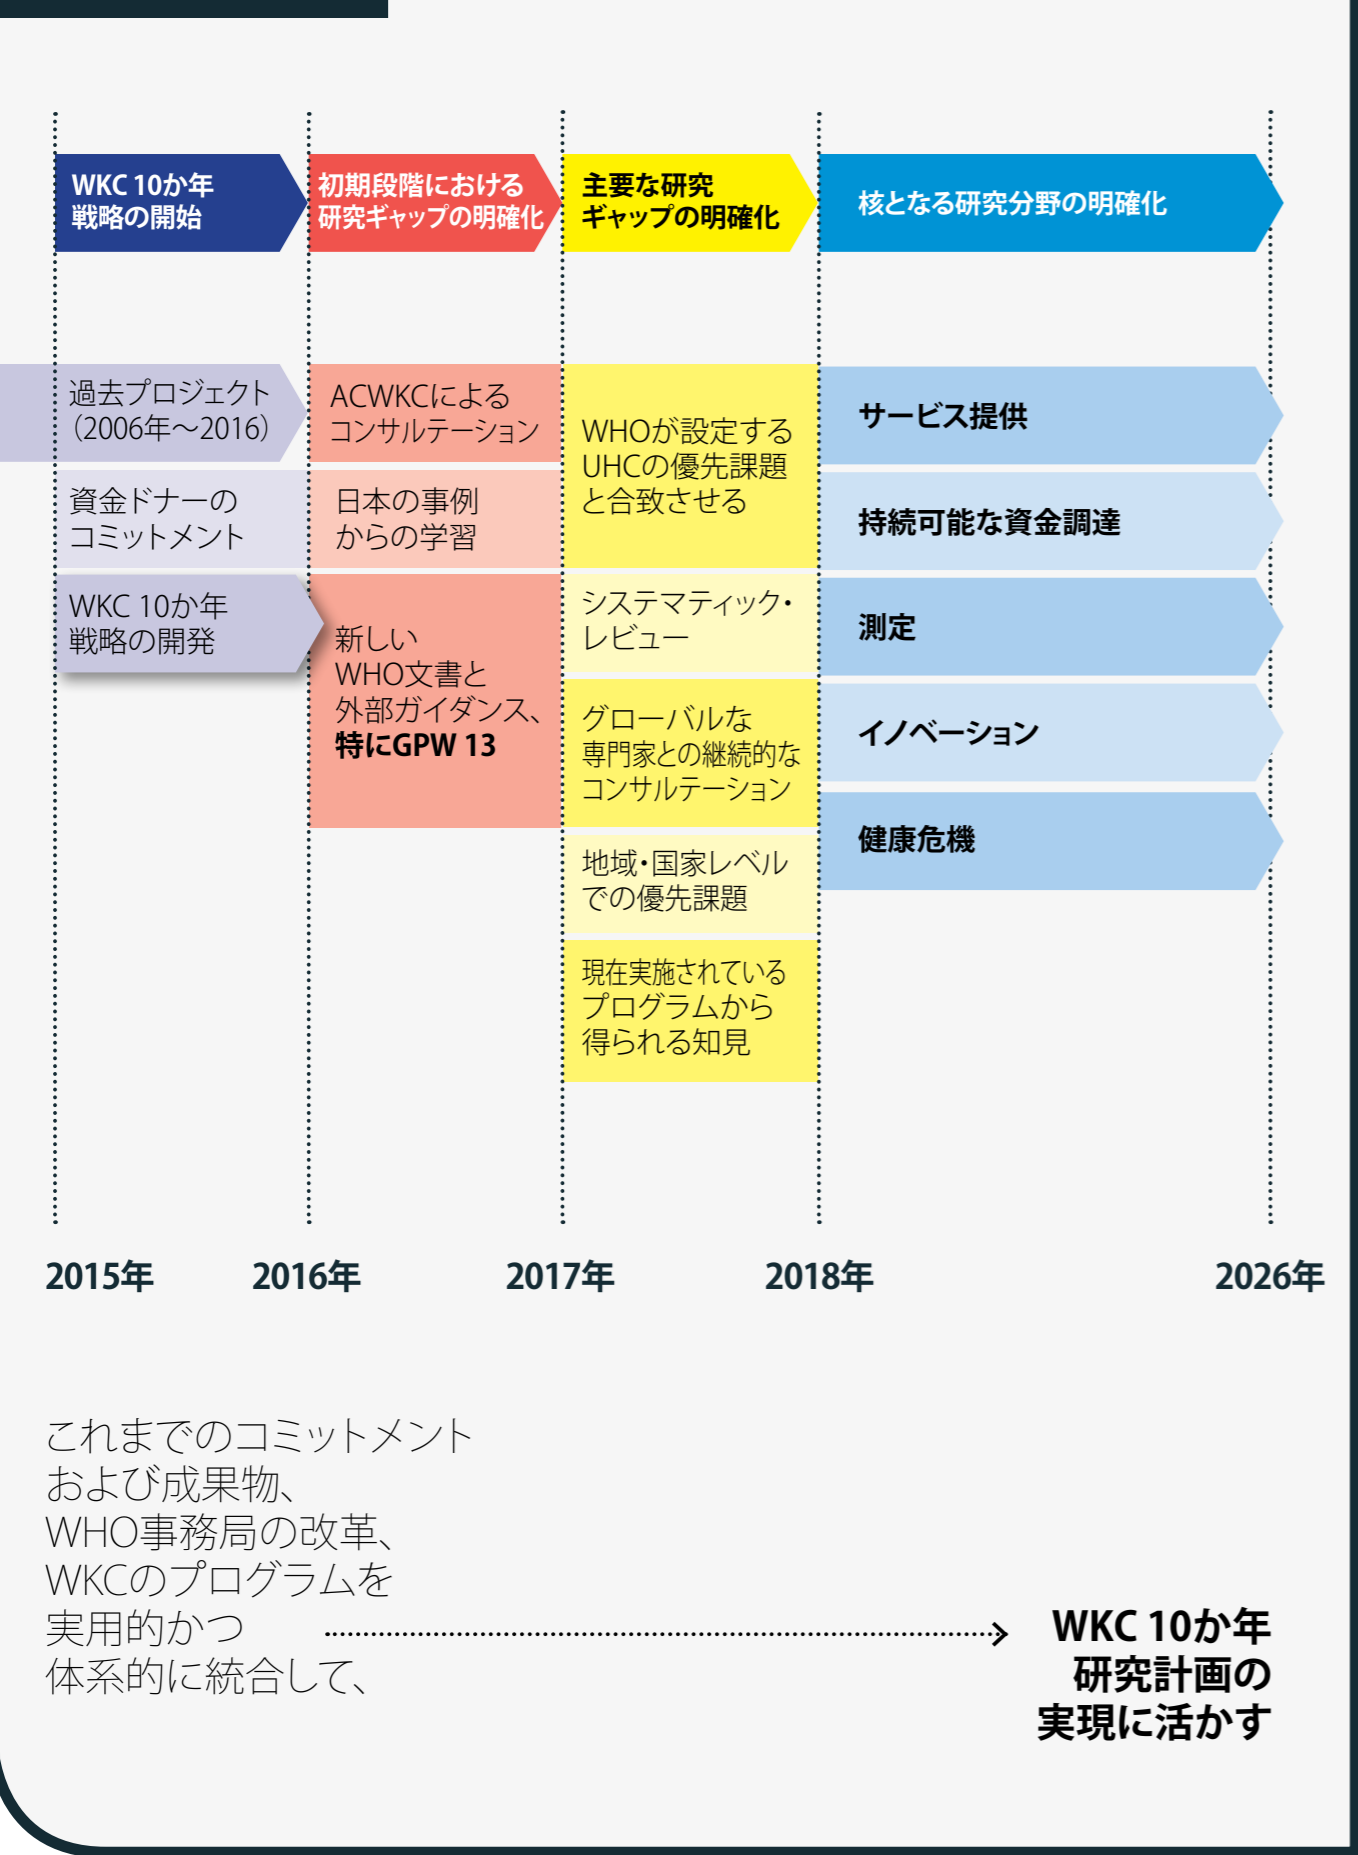 WKC 10か年
戦略の開始
初期段階における
研究ギャップの明確化
主要な研究
ギャップの明確化
核となる研究分野の明確化
過去プロジェクト
（2006年～2016）
資金ドナーの
コミットメント
WKC 10か年
戦略の開発
ACWKCによる
コンサルテーション
日本の事例
からの学習
新しい
WHO文書と
外部ガイダンス、
特にGPW 13
WHOが設定する
UHCの優先課題
と合致させる
システマティック・
レビュー
グローバルな
専門家との継続的な
コンサルテーション
地域・国家レベル
での優先課題
現在実施されている
プログラムから
得られる知見
サービス提供
持続可能な資金調達
測定
イノベーション
健康危機
2015年
2016年
2017年
2018年
2026年
これまでのコミットメント
および成果物、
WHO事務局の改革、
WKCのプログラムを
実用的かつ
体系的に統合して、
WKC 10か年
研究計画の
実現に活かす